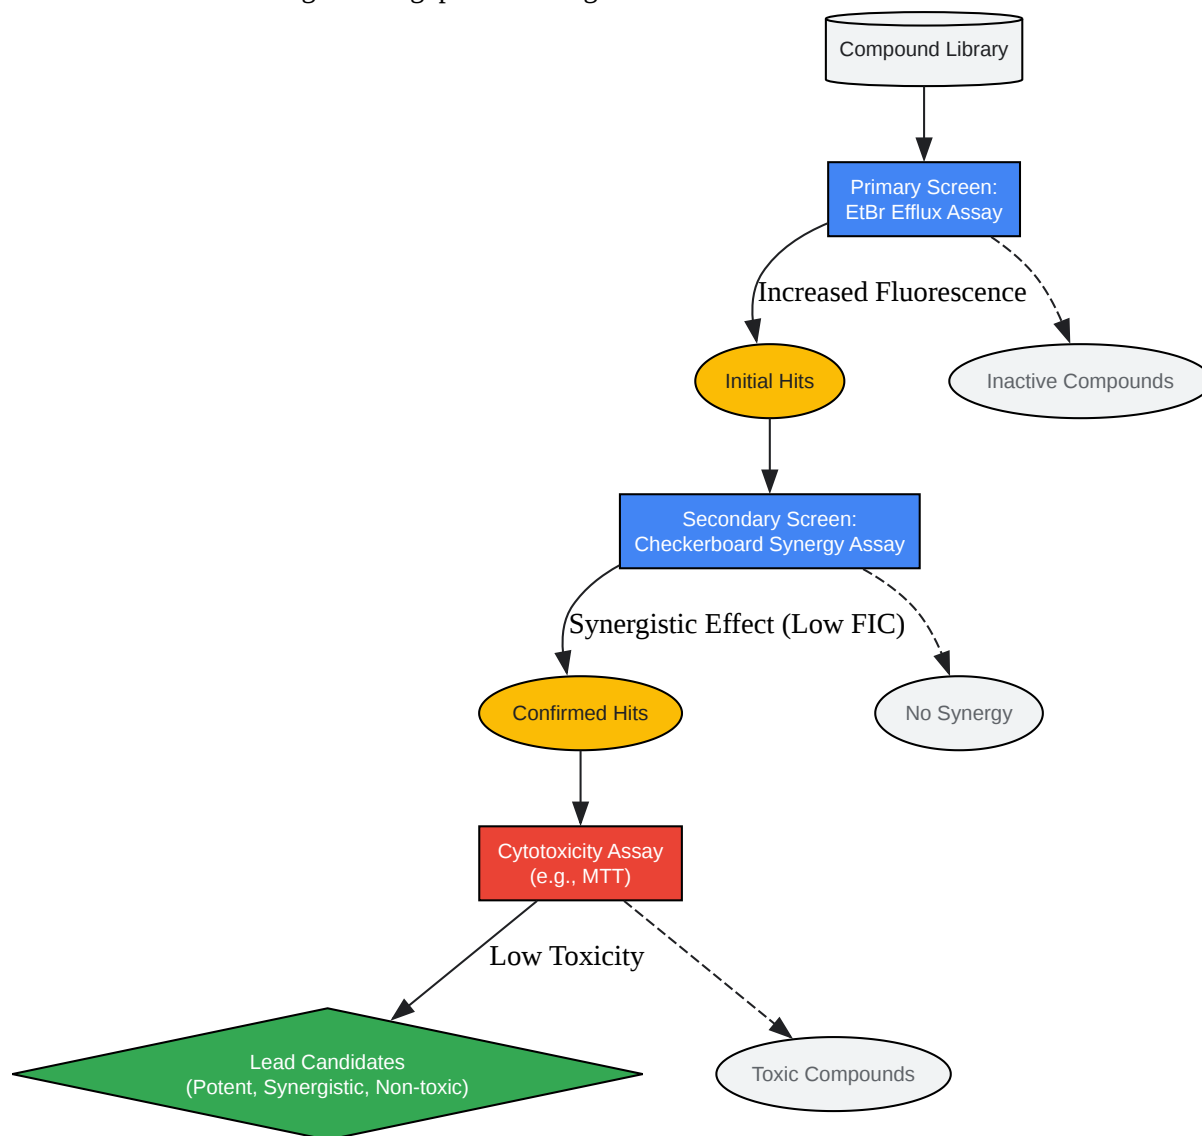 Compound Library
Primary Screen:
EtBr Efflux Assay
Increased Fluorescence
Initial Hits
Inactive Compounds
Secondary Screen:
Checkerboard Synergy Assay
Synergistic Effect (Low FIC)
Confirmed Hits
No Synergy
Cytotoxicity Assay
(e.g., MTT)
Low Toxicity
Lead Candidates
(Potent, Synergistic, Non-toxic)
Toxic Compounds